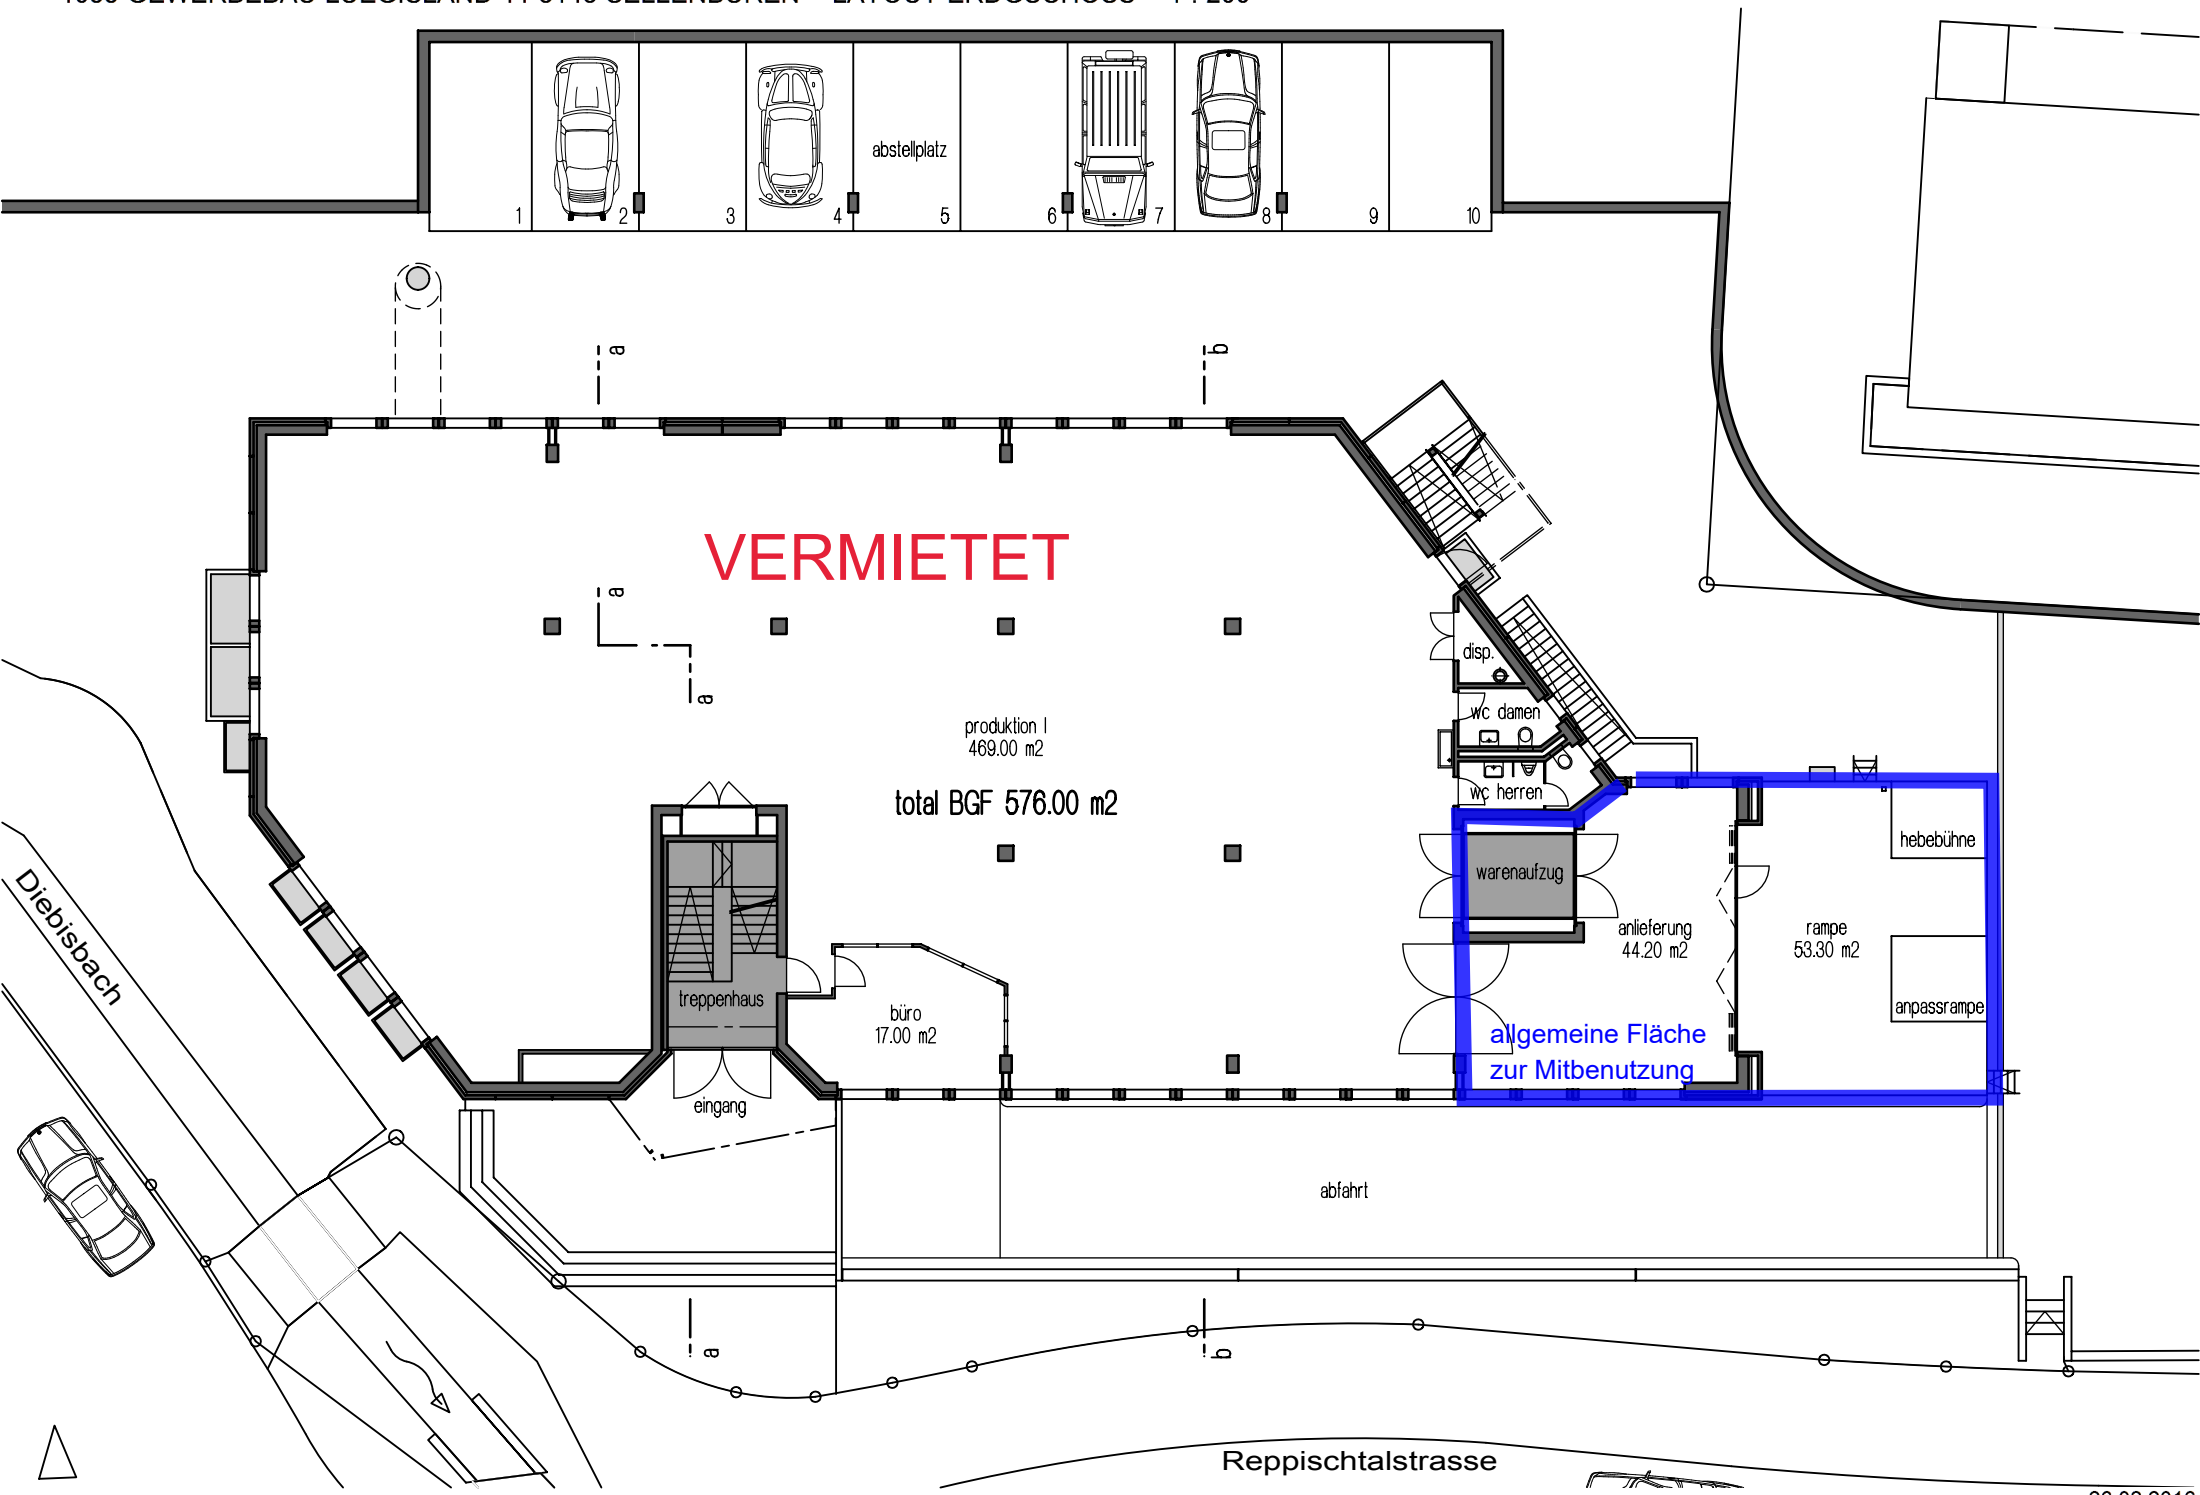 abstellplatz
1 2 3 4 5 6 7 8 9 10
a
b
VERMIETET
a
a
disp.
wc damen
produktion I
469.00 m2
total BGF 576.00 m2
wc herren
hebebühne
warenaufzug
Diebisbach
anlieferung
44.20 m2
rampe
53.30 m2
treppenhaus
büro
17.00 m2
anpassrampe
allgemeine Fläche
zur Mitbenutzung
eingang
abfahrt
a
b
Reppischtalstrasse